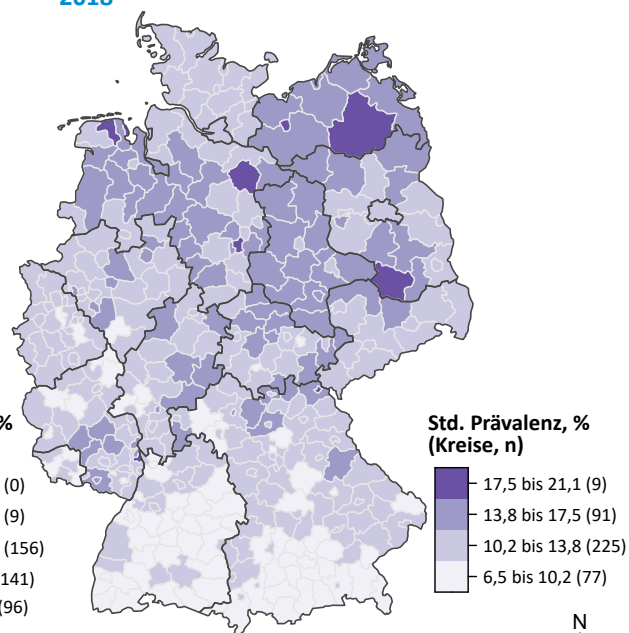 2018
%
(0)
(9)
(156)
141)
(96)
Std. Prävalenz, %
(Kreise, n)
17,5 bis 21,1 (9)
13,8 bis 17,5 (91)
10,2 bis 13,8 (225)
6,5 bis 10,2 (77)
N